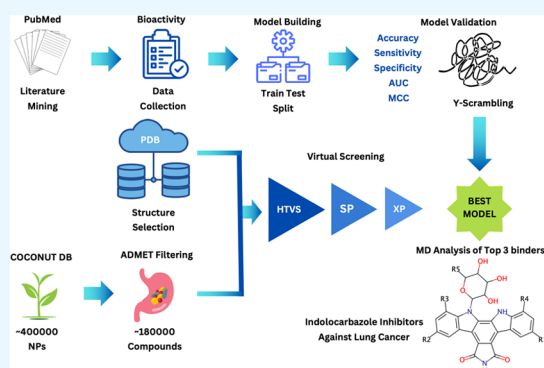 PubMed
Literature
Mining
Bioactivity
Data
Collection
Model Building
Train Test
Split
Model Validation
Accuracy
Sensitivity
Specificity
AUC
MCC
Y-Scrambling
PDB
Structure
Selection
Virtual Screening
HTVS
SP
XP
BEST
MODEL
COCONUT DB
~400000
NPs
ADMET Filtering
~180000
Compounds
MD Analysis of Top 3 binders
Indolocarbazole Inhibitors
Against Lung Cancer
R5
OH
OH
OH
O
R3
N
NH
R4
R2
O
N
O